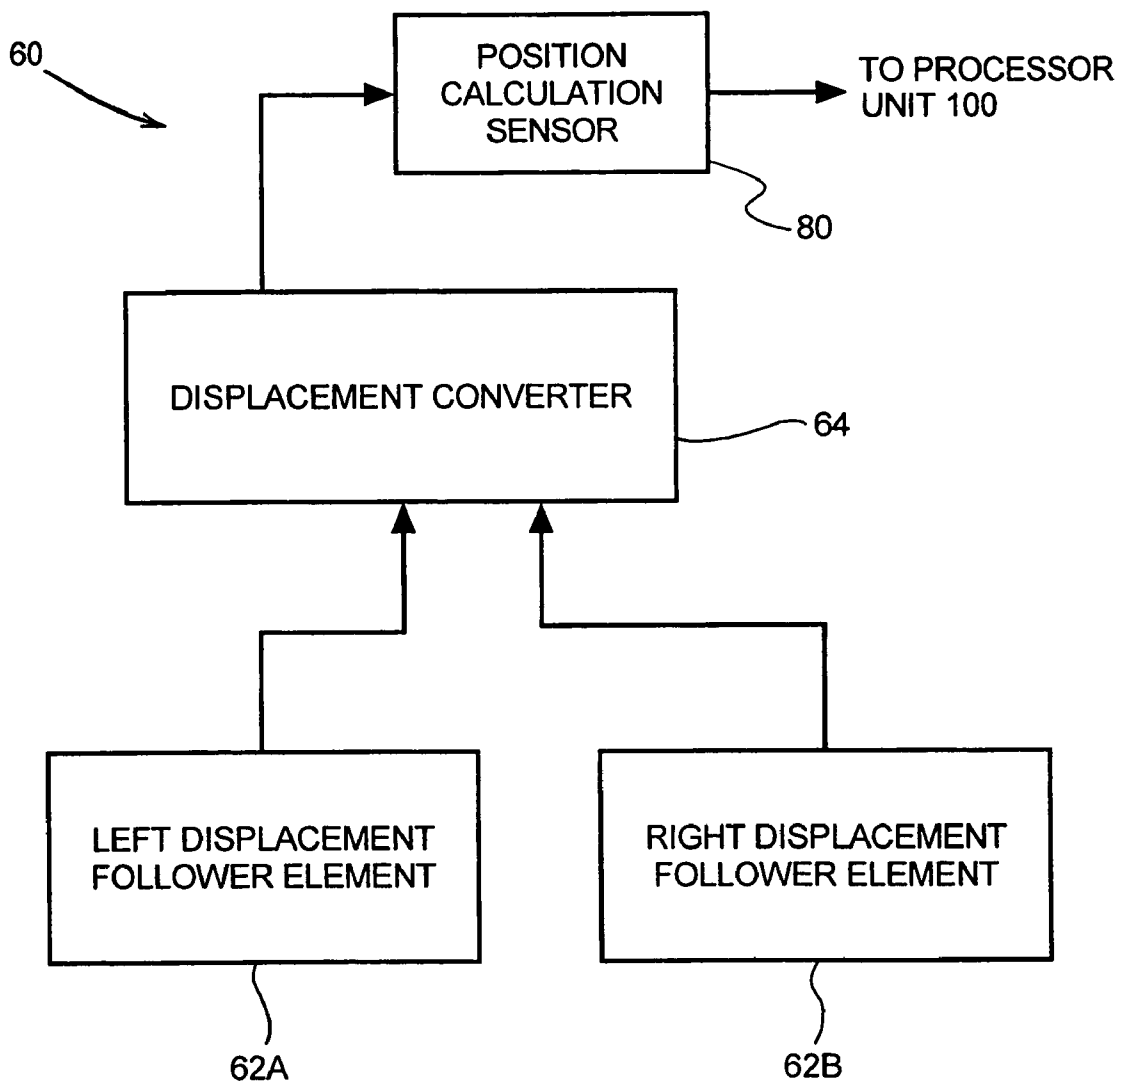 60
POSITION
CALCULATION
SENSOR
TO PROCESSOR
UNIT 100
80
DISPLACEMENT CONVERTER
64
LEFT DISPLACEMENT
FOLLOWER ELEMENT
RIGHT DISPLACEMENT
FOLLOWER ELEMENT
62A
62B